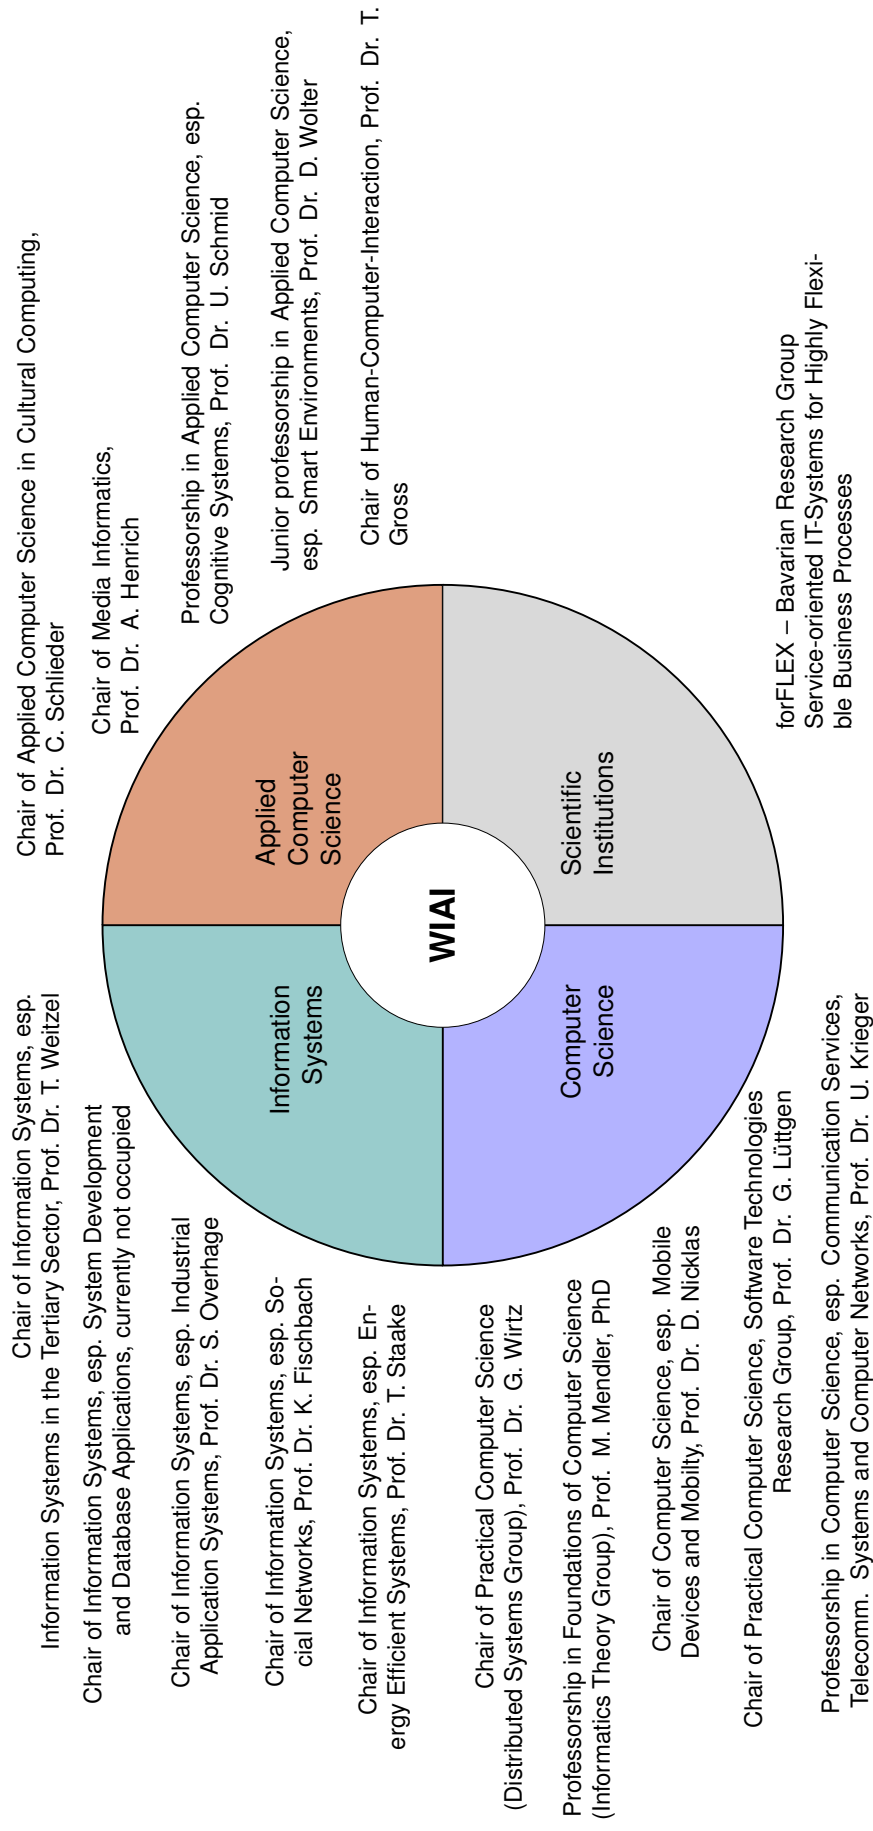 Chair of Information Systems, esp.
Information Systems in the Tertiary Sector, Prof. Dr. T. Weitzel
Chair of Information Systems, esp. System Development
and Database Applications, currently not occupied
Chair of Information Systems, esp. Industrial
Application Systems, Prof. Dr. S. Overhage
Chair of Information Systems, esp. So-
cial Networks, Prof. Dr. K. Fischbach
Chair of Information Systems, esp. En-
ergy Efficient Systems, Prof. Dr. T. Staake
Chair of Practical Computer Science
(Distributed Systems Group), Prof. Dr. G. Wirtz
Professorship in Foundations of Computer Science
(Informatics Theory Group), Prof. M. Mendler, PhD
Chair of Computer Science, esp. Mobile
Devices and Mobilty, Prof. Dr. D. Nicklas
Chair of Practical Computer Science, Software Technologies
Research Group, Prof. Dr. G. Lüttgen
Professorship in Computer Science, esp. Communication Services,
Telecomm. Systems and Computer Networks, Prof. Dr. U. Krieger
Information
Systems
Computer
Science
WIAI
Applied
Computer
Science
Scientific
Institutions
Chair of Applied Computer Science in Cultural Computing,
Prof. Dr. C. Schlieder
Chair of Media Informatics,
Prof. Dr. A. Henrich
Professorship in Applied Computer Science, esp.
Cognitive Systems, Prof. Dr. U. Schmid
Junior professorship in Applied Computer Science,
esp. Smart Environments, Prof. Dr. D. Wolter
Chair of Human-Computer-Interaction, Prof. Dr. T.
Gross
forFLEX – Bavarian Research Group
Service-oriented IT-Systems for Highly Flexi-
ble Business Processes